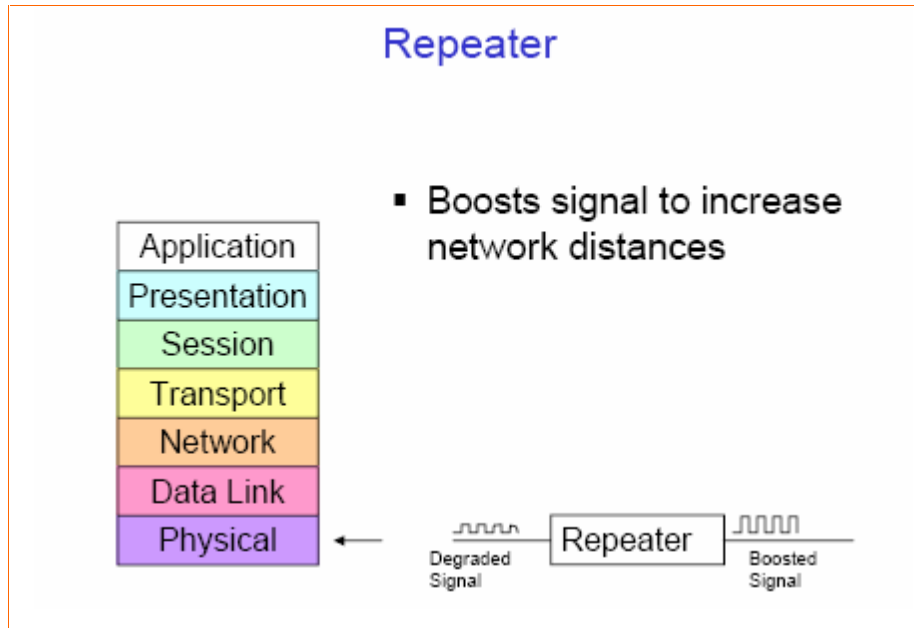 Repeater
▪ Boosts signal to increase
network distances
Application
Presentation
Session
Transport
Network
Data Link
Physical
Degraded
Signal
Repeater
Boosted
Signal